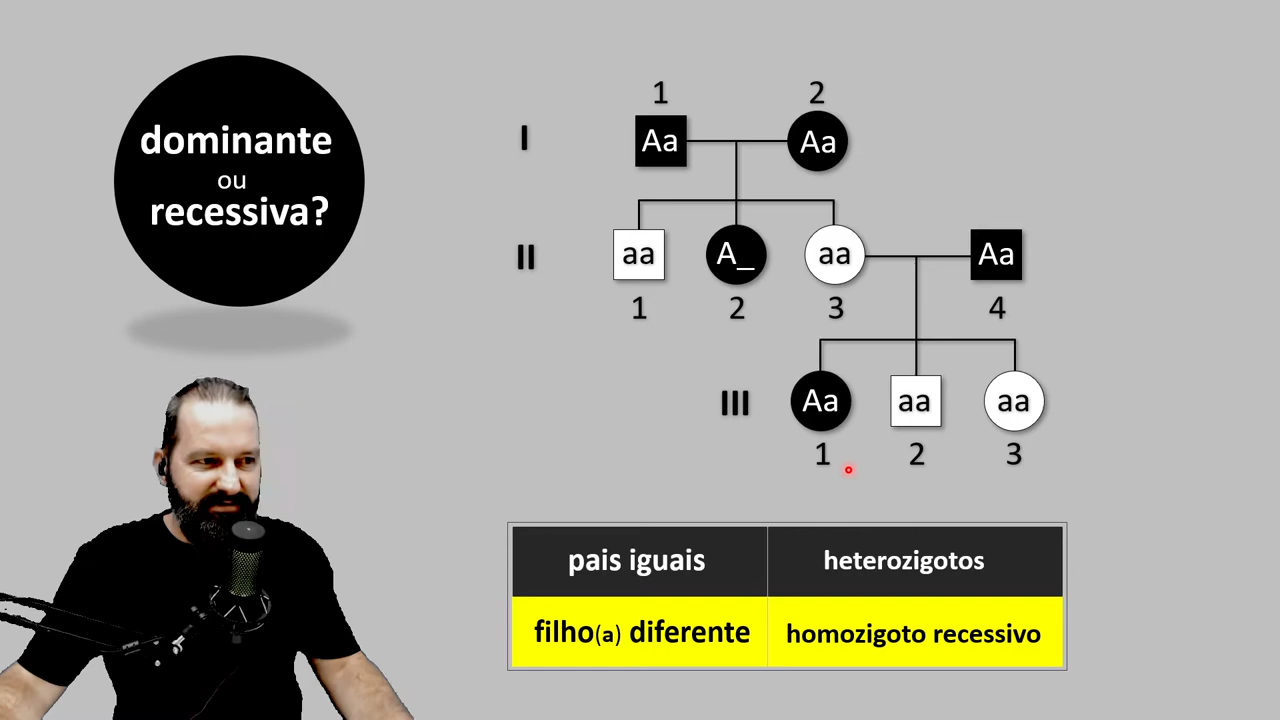 dominante
ou
recessiva?
1 2
I Aa Aa
II aa A_ aa Aa
1 2 3 4
III Aa aa aa
1 2 3
pais iguais heterozigotos
filho(a) diferente homozigoto recessivo